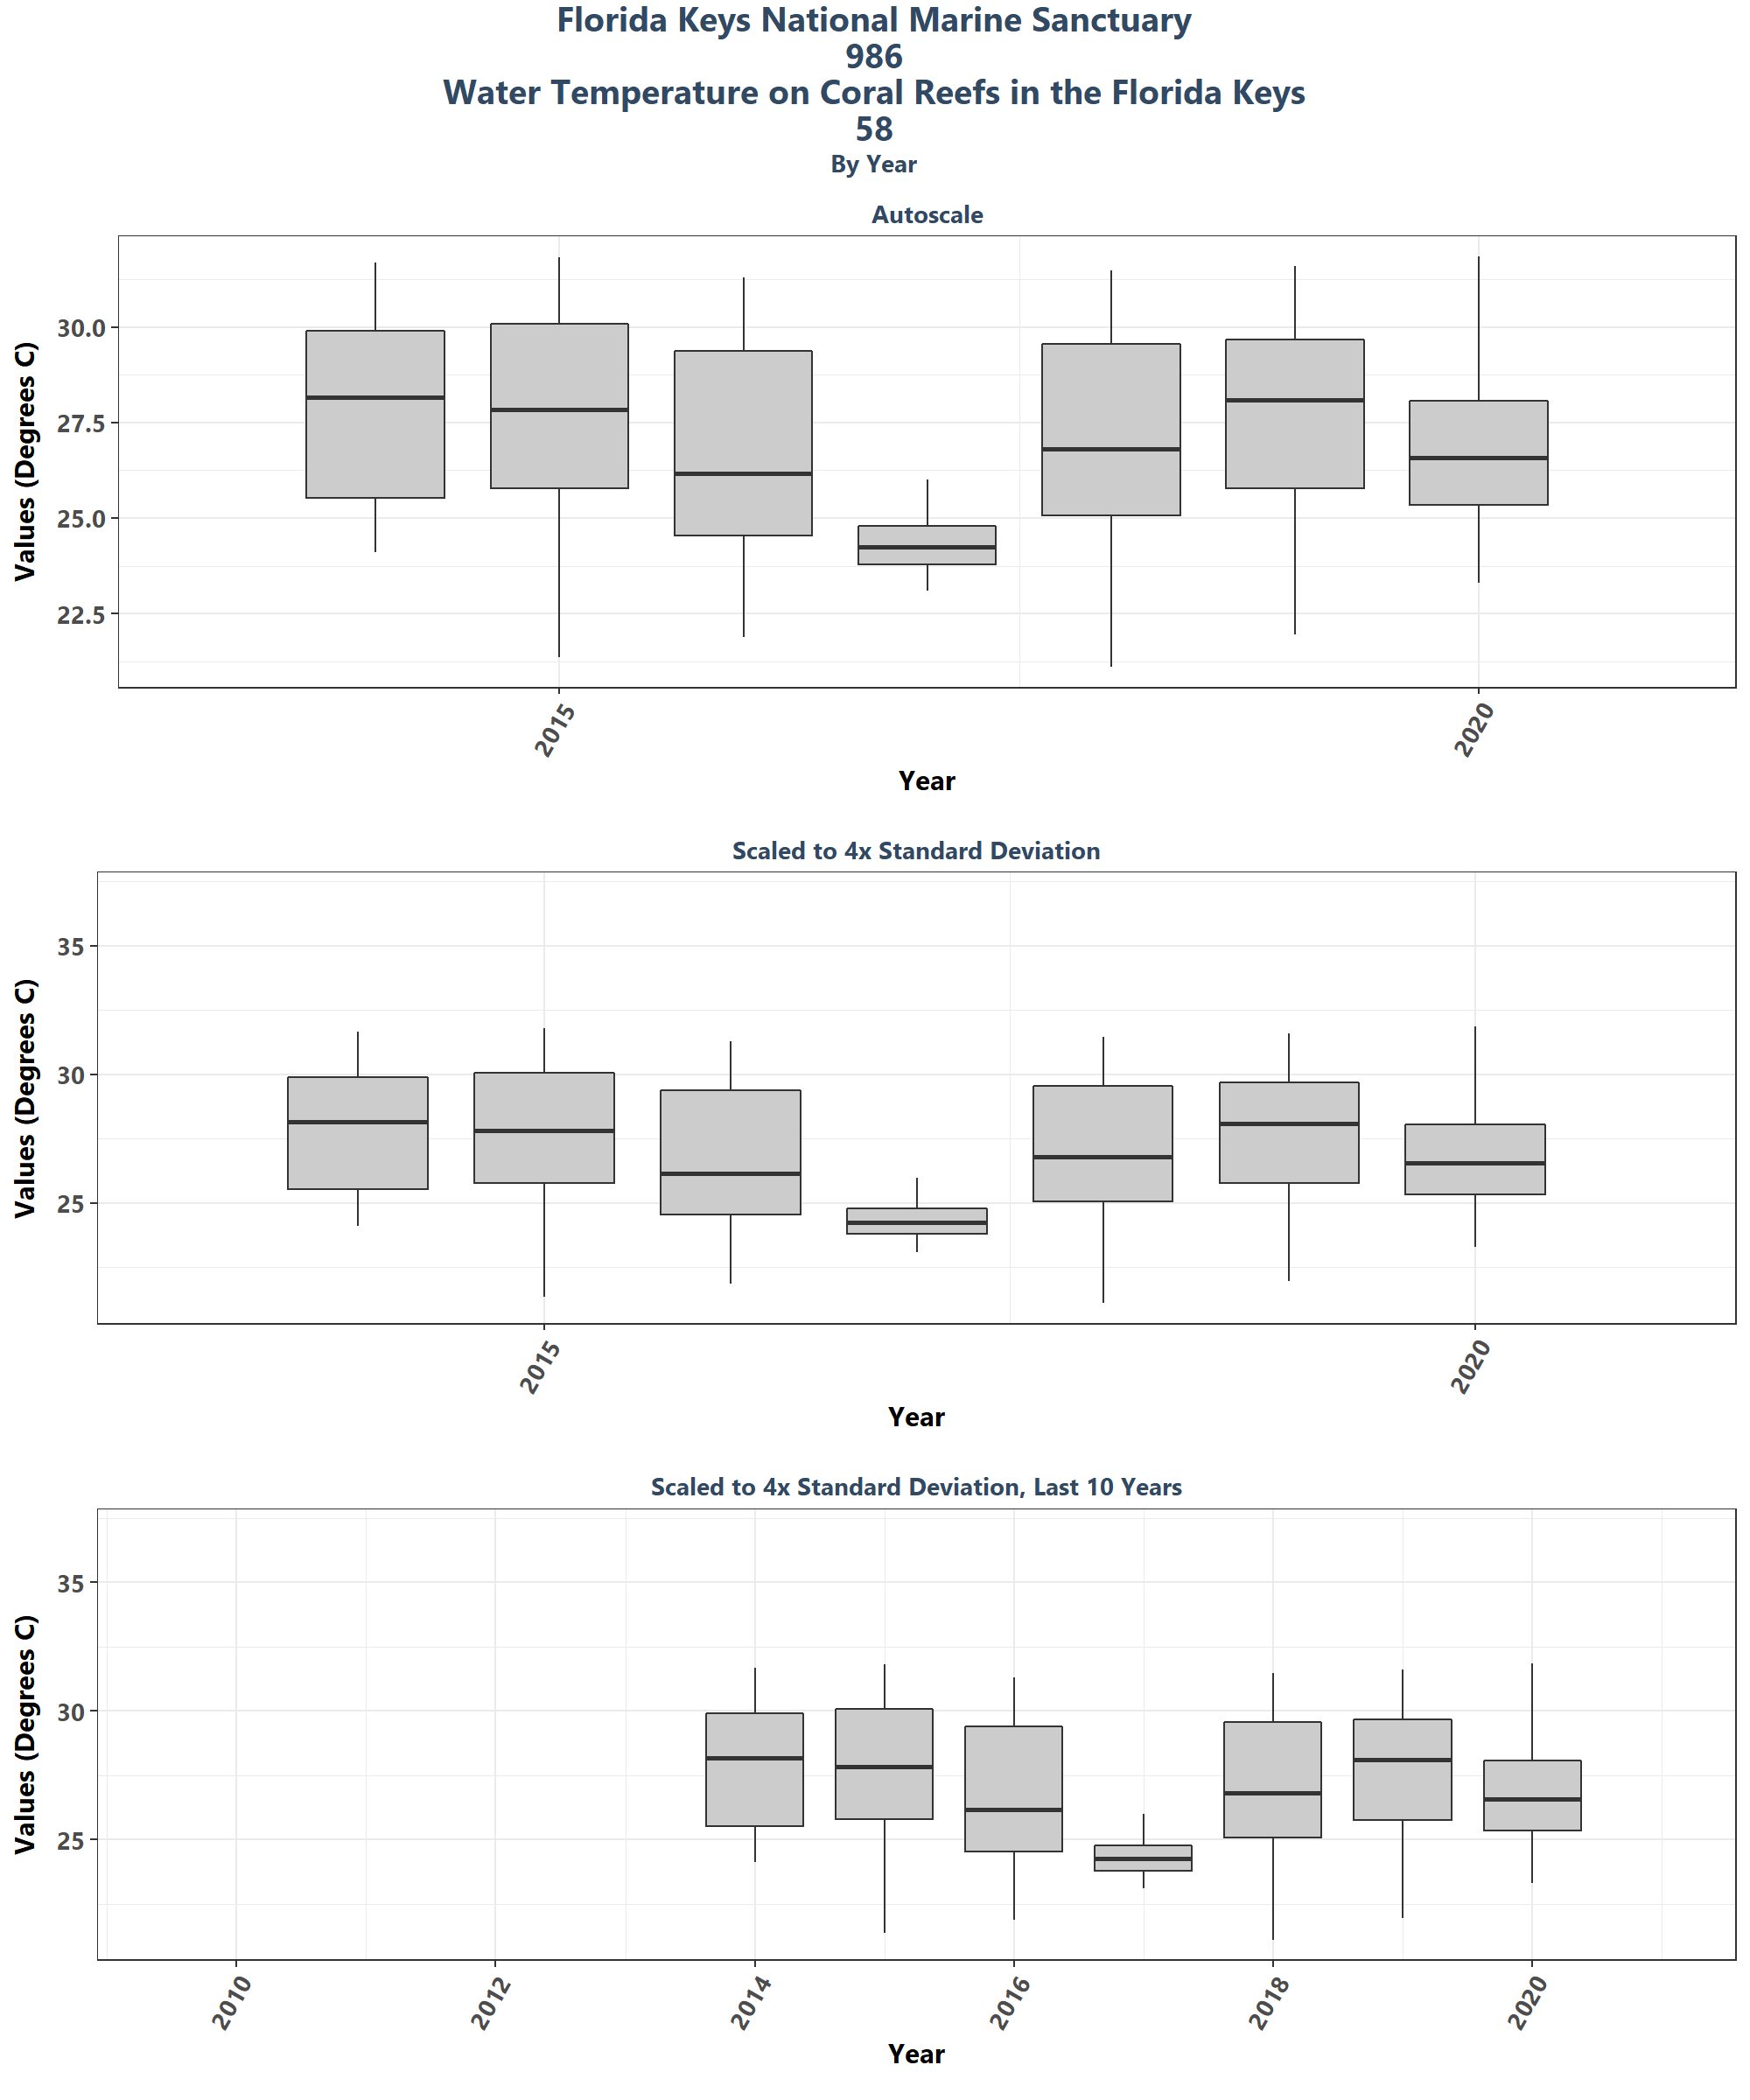 Florida Keys National Marine Sanctuary
986
Water Temperature on Coral Reefs in the Florida Keys
58
By Year
Autoscale
Values (Degrees C)
30.0
27.5
25.0
22.5
2015
2020
Year
Scaled to 4x Standard Deviation
Values (Degrees C)
35
30
25
2015
2020
Year
Scaled to 4x Standard Deviation, Last 10 Years
Values (Degrees C)
35
30
25
2010
2012
2014
2016
2018
2020
Year